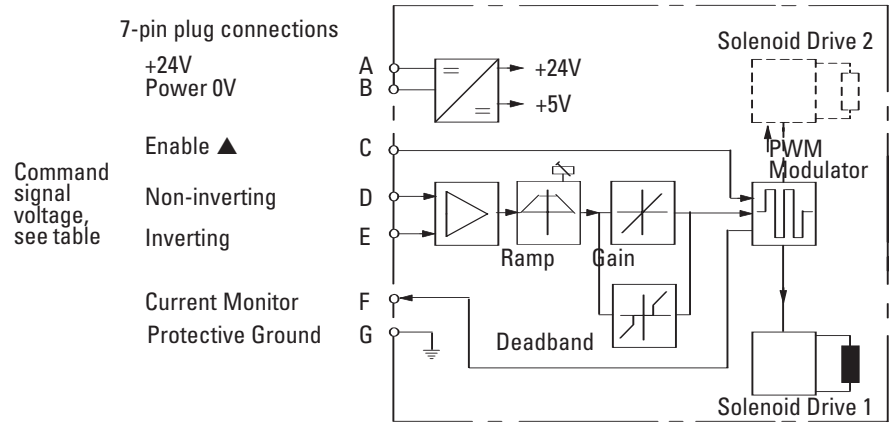 7-pin plug connections
+24V A
Power 0V B
+24V
+5V
Solenoid Drive 2
Enable ▲ C
PWM
Modulator
Command
signal
voltage,
see table
Non-inverting D
Inverting E
Ramp
Gain
Current Monitor F
Protective Ground G
Deadband
Solenoid Drive 1